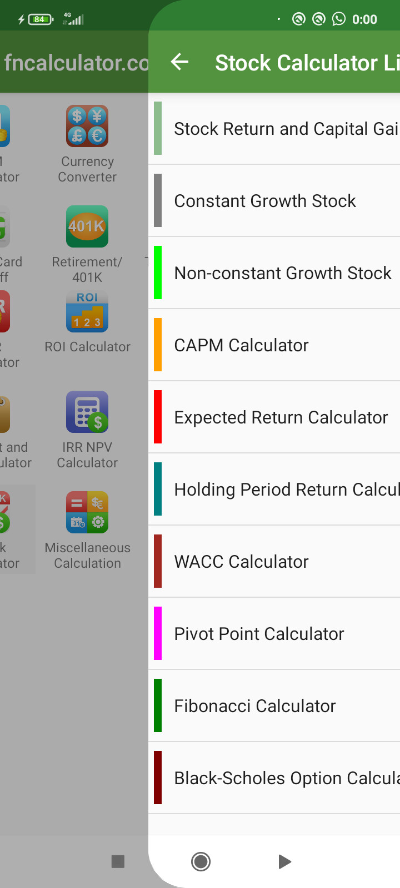 84
4G
0:00
fncalculator.co
Stock Calculator Li
Currency
Converter
ator
401K
Card
ff
Retirement/
401K
ROI
1 2 3
ator
ROI Calculator
t and
ulator
IRR NPV
Calculator
k
ator
Miscellaneous
Calculation
Stock Return and Capital Gai
Constant Growth Stock
Non-constant Growth Stock
CAPM Calculator
Expected Return Calculator
Holding Period Return Calcul
WACC Calculator
Pivot Point Calculator
Fibonacci Calculator
Black-Scholes Option Calcula